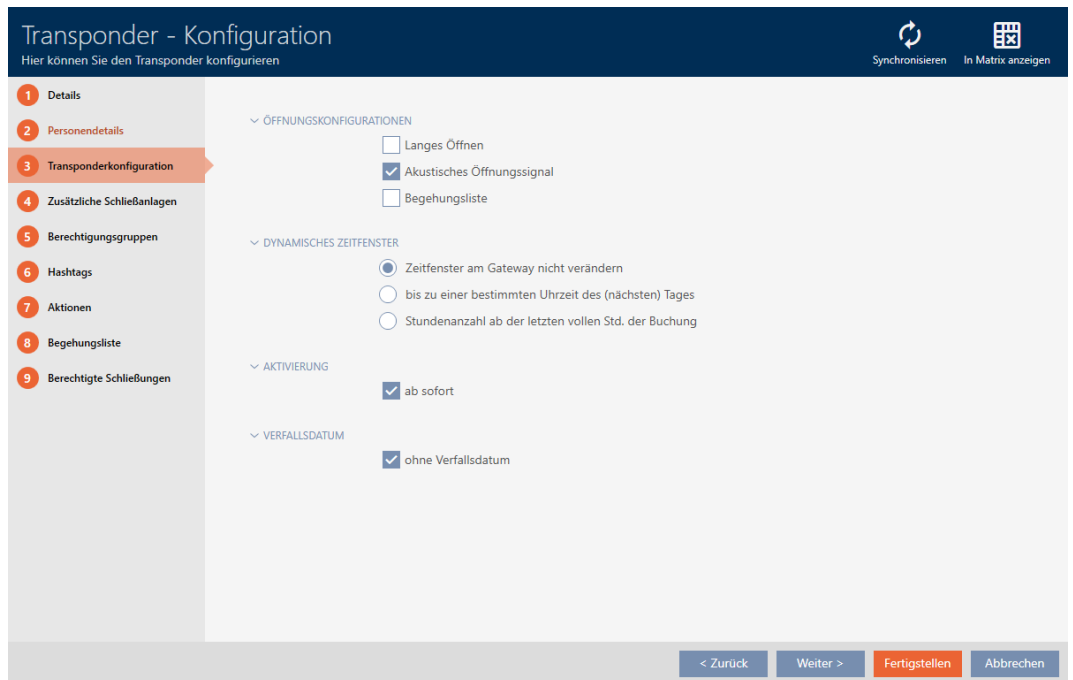 Transponder - Konfiguration
Hier können Sie den Transponder konfigurieren
Synchronisieren
In Matrix anzeigen
1 Details
2 Personendetails
3 Transponderkonfiguration
4 Zusätzliche Schließanlagen
5 Berechtigungsgruppen
6 Hashtags
7 Aktionen
8 Begehungsliste
9 Berechtigte Schließungen
ÖFFNUNGSKONFIGURATIONEN
Langes Öffnen
Akustisches Öffnungssignal
Begehungsliste
DYNAMISCHES ZEITFENSTER
Zeitfenster am Gateway nicht verändern
bis zu einer bestimmten Uhrzeit des (nächsten) Tages
Stundenanzahl ab der letzten vollen Std. der Buchung
AKTIVIERUNG
ab sofort
VERFALLSDATUM
ohne Verfallsdatum
< Zurück
Weiter >
Fertigstellen
Abbrechen